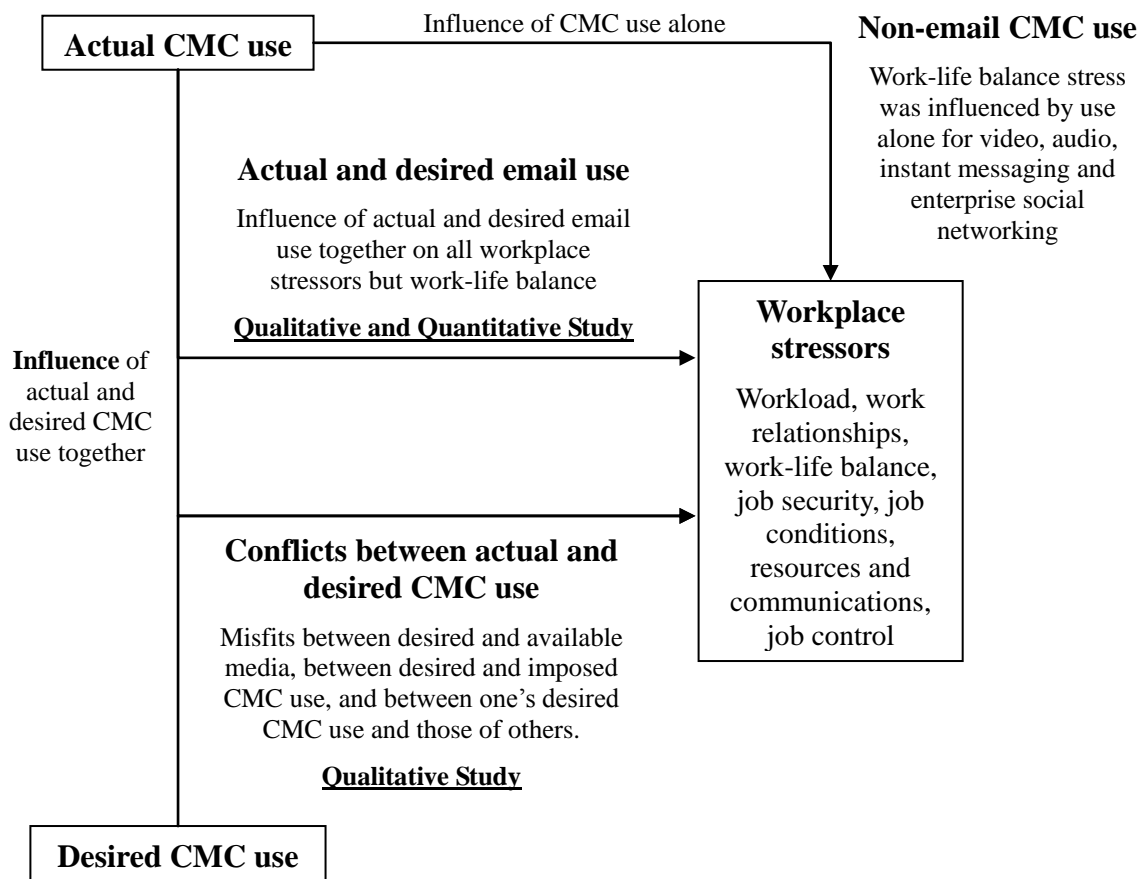 Actual CMC use
Influence of CMC use alone
Non-email CMC use
Work-life balance stress
was influenced by use
alone for video, audio,
instant messaging and
enterprise social
networking
Actual and desired email use
Influence of actual and desired email
use together on all workplace
stressors but work-life balance
Qualitative and Quantitative Study
Influence of
actual and
desired CMC
use together
Workplace
stressors
Workload, work
relationships,
work-life balance,
job security, job
conditions,
resources and
communications,
job control
Conflicts between actual and
desired CMC use
Misfits between desired and available
media, between desired and imposed
CMC use, and between one’s desired
CMC use and those of others.
Qualitative Study
Desired CMC use